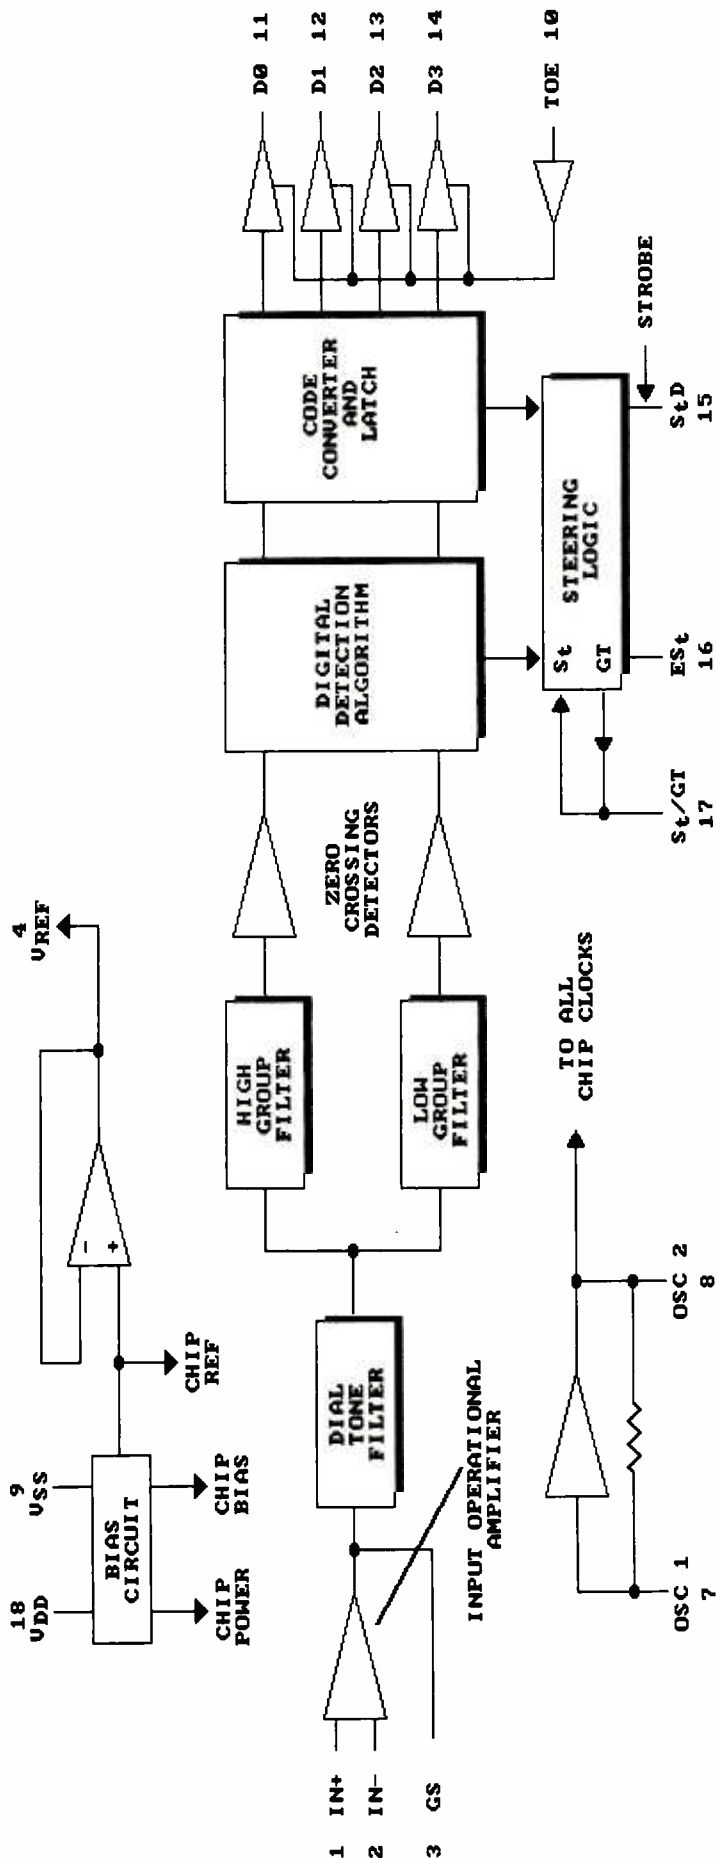 18
VDD
9
VSS
4
VREF
BIAS
CIRCUIT
-
+
CHIP
POWER
CHIP
BIAS
CHIP
REF
1 IN+
2 IN-
3 GS
INPUT OPERATIONAL
AMPLIFIER
DIAL
TONE
FILTER
HIGH
GROUP
FILTER
LOW
GROUP
FILTER
ZERO
CROSSING
DETECTORS
DIGITAL
DETECTION
ALGORITHM
CODE
CONVERTER
AND
LATCH
D0 11
D1 12
D2 13
D3 14
TOE 10
OSC 1
7
OSC 2
8
TO ALL
CHIP CLOCKS
St
GT
STEERING
LOGIC
St/GT
17
ESt
16
StD
15
STROBE